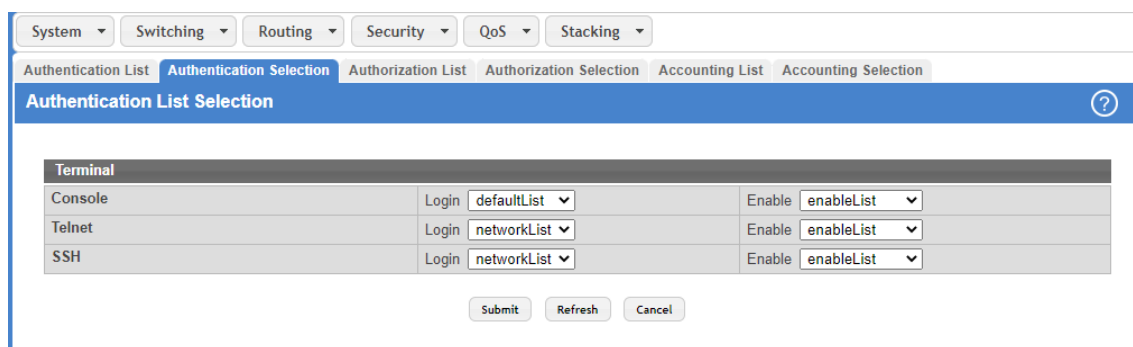 System Switching Routing Security QoS Stacking
Authentication List Authentication Selection Authorization List Authorization Selection Accounting List Accounting Selection
Authentication List Selection ?
Terminal
Console Login defaultList Enable enableList
Telnet Login networkList Enable enableList
SSH Login networkList Enable enableList
Submit Refresh Cancel